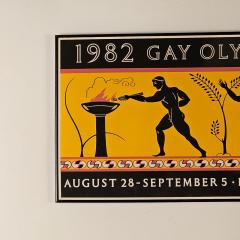 1982 GAY OLY
AUGUST 28-SEPTEMBER 5 ·